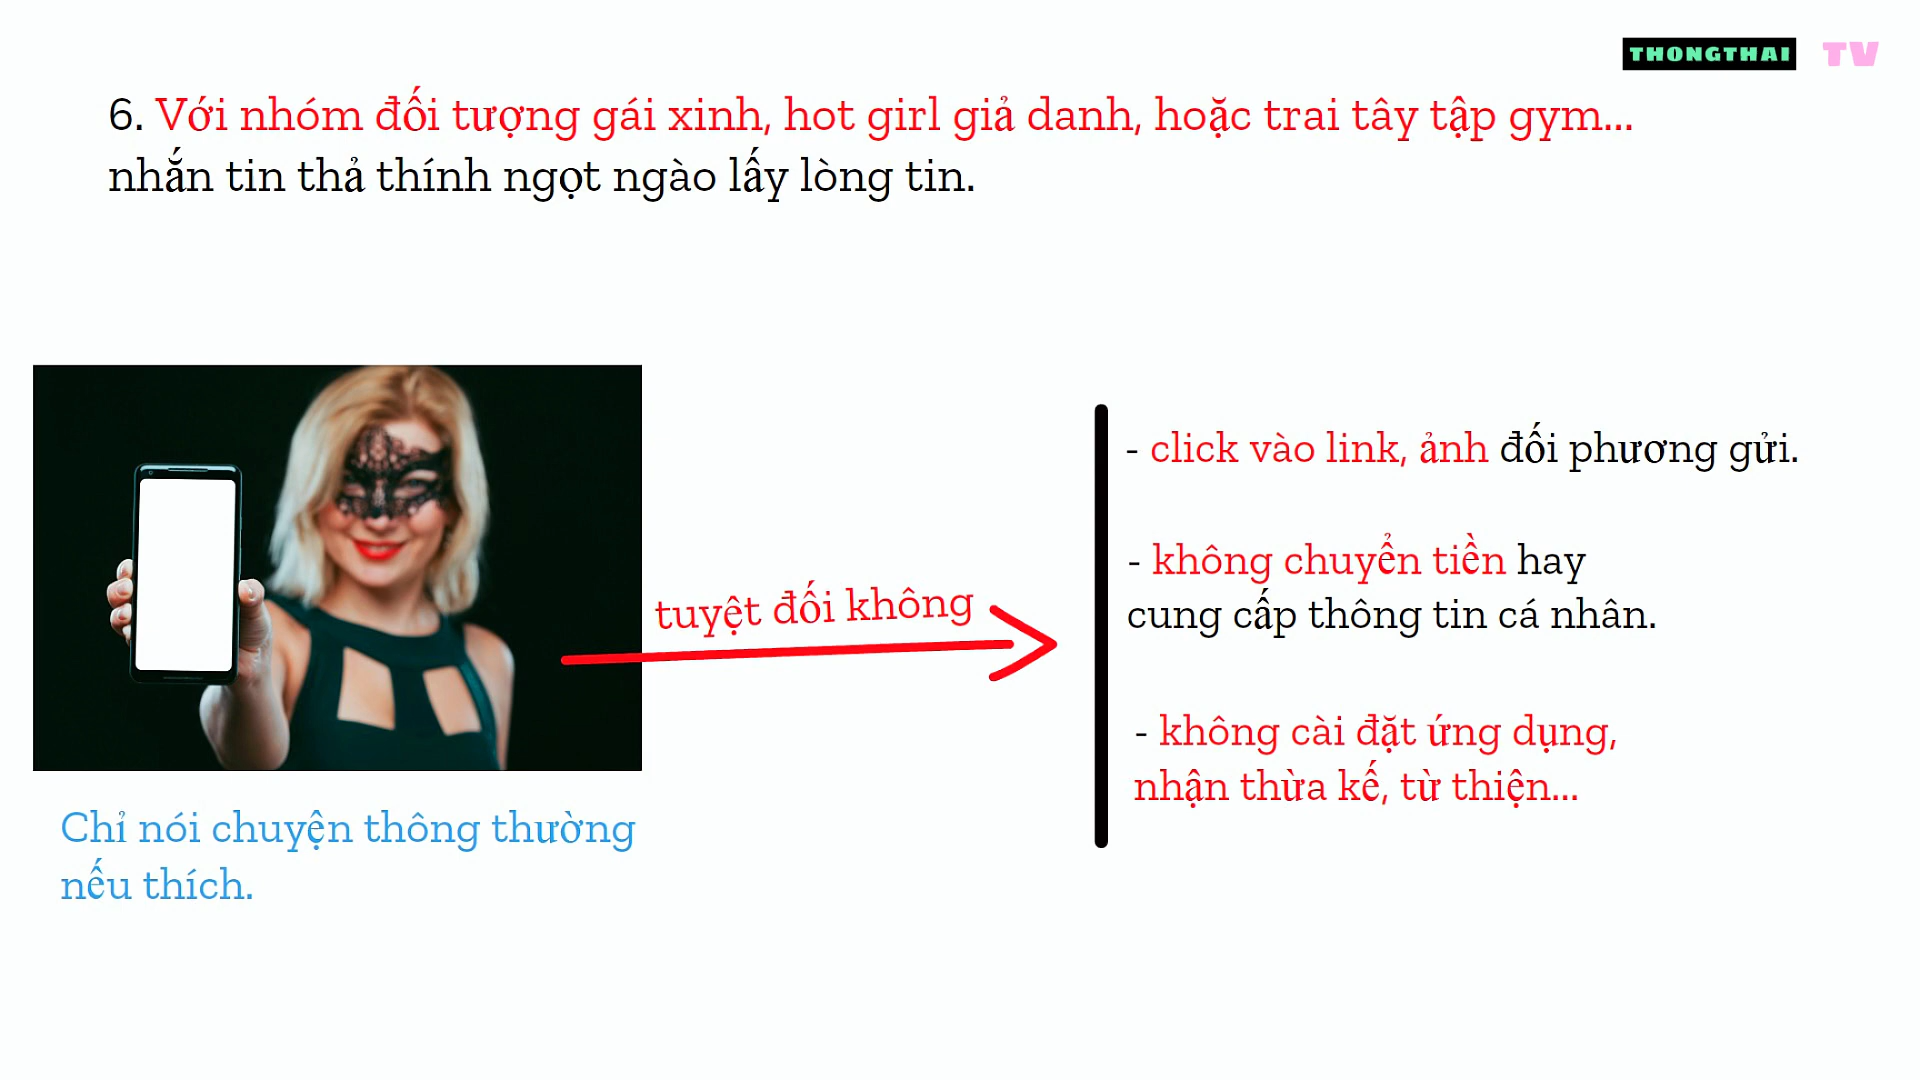 THONGTHAI TV
6. Với nhóm đối tượng gái xinh, hot girl giả danh, hoặc trai tây tập gym...
nhắn tin thả thính ngọt ngào lấy lòng tin.
- click vào link, ảnh đối phương gửi.
- không chuyển tiền hay
cung cấp thông tin cá nhân.
tuyệt đối không
- không cài đặt ứng dụng,
nhận thừa kế, từ thiện...
Chỉ nói chuyện thông thường
nếu thích.